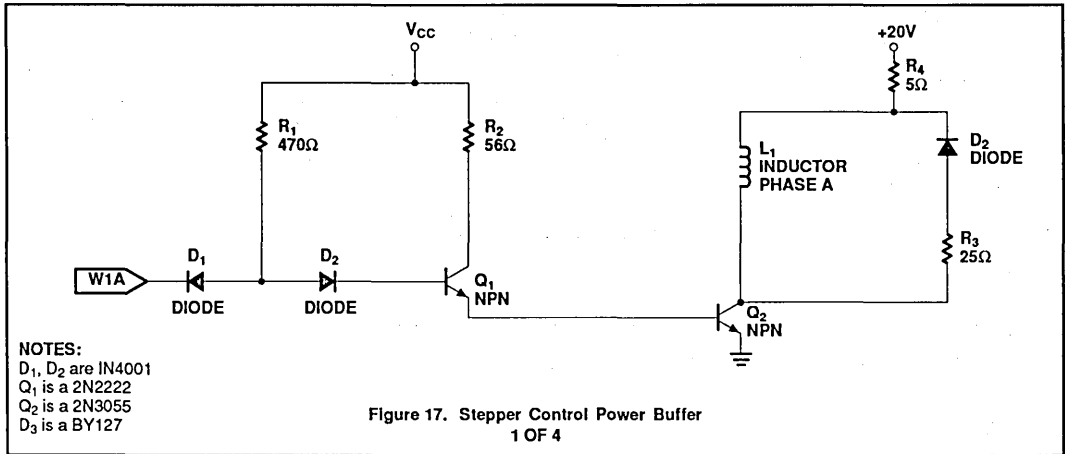 VCC
+20V
R4
5Ω
R1
470Ω
R2
56Ω
L1
INDUCTOR
PHASE A
D2
DIODE
R3
25Ω
W1A
D1
DIODE
D2
DIODE
Q1
NPN
Q2
NPN
NOTES:
D1, D2 are IN4001
Q1 is a 2N2222
Q2 is a 2N3055
D3 is a BY127
Figure 17. Stepper Control Power Buffer
1 OF 4